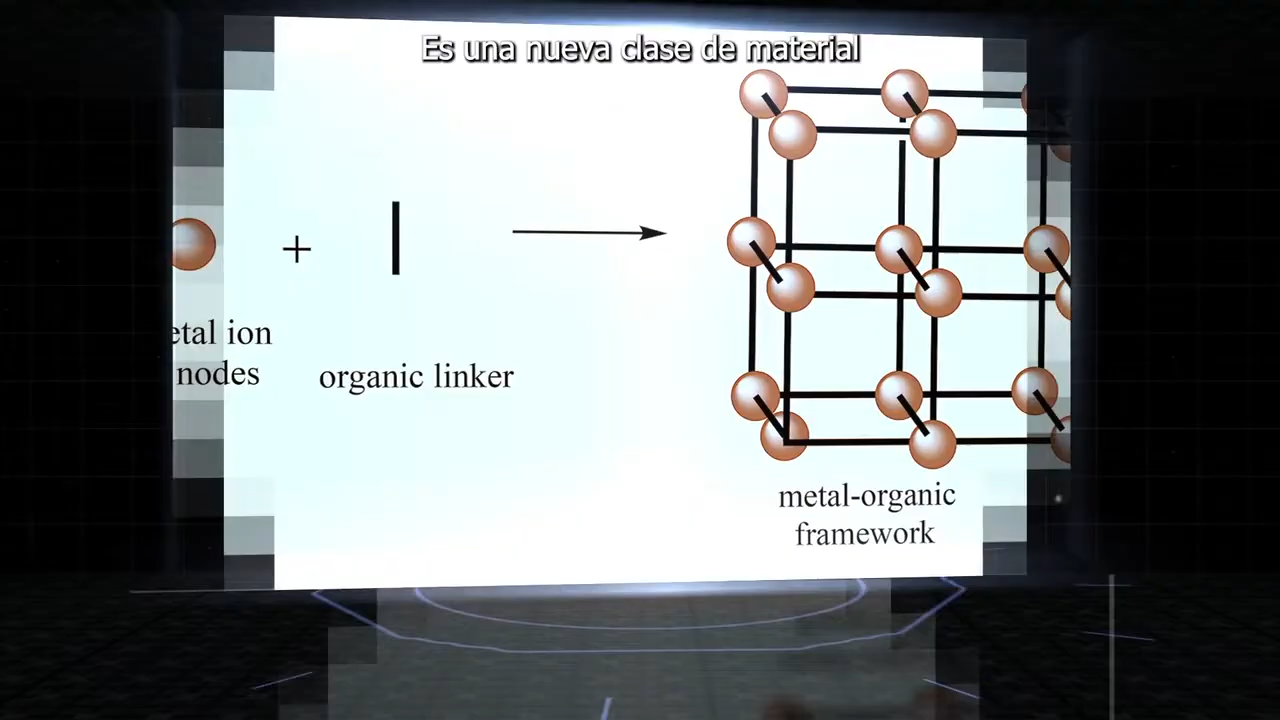 Es una nueva clase de material
+
etal ion
nodes
organic linker
metal-organic
framework